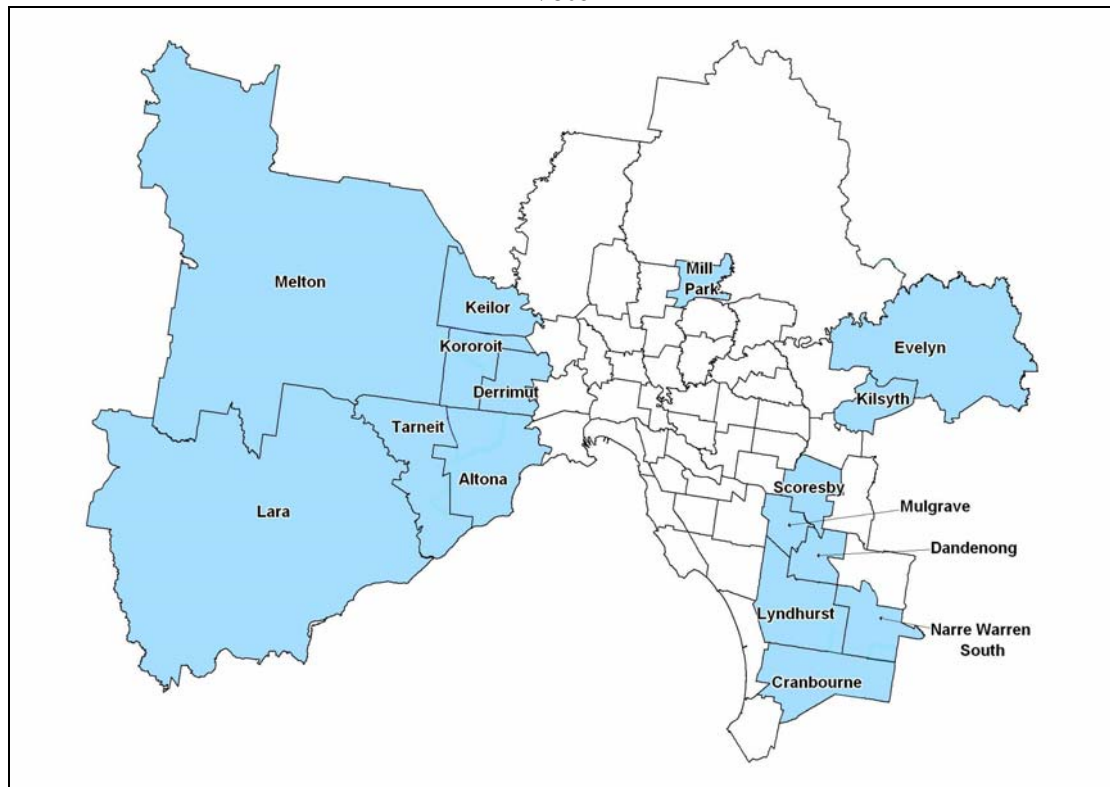 Mill
Park
Melton
Keilor
Evelyn
Kororoit
Derrimut
Kilsyth
Tarneit
Altona
Scoresby
Lara
Mulgrave
Dandenong
Lyndhurst
Narre Warren
South
Cranbourne